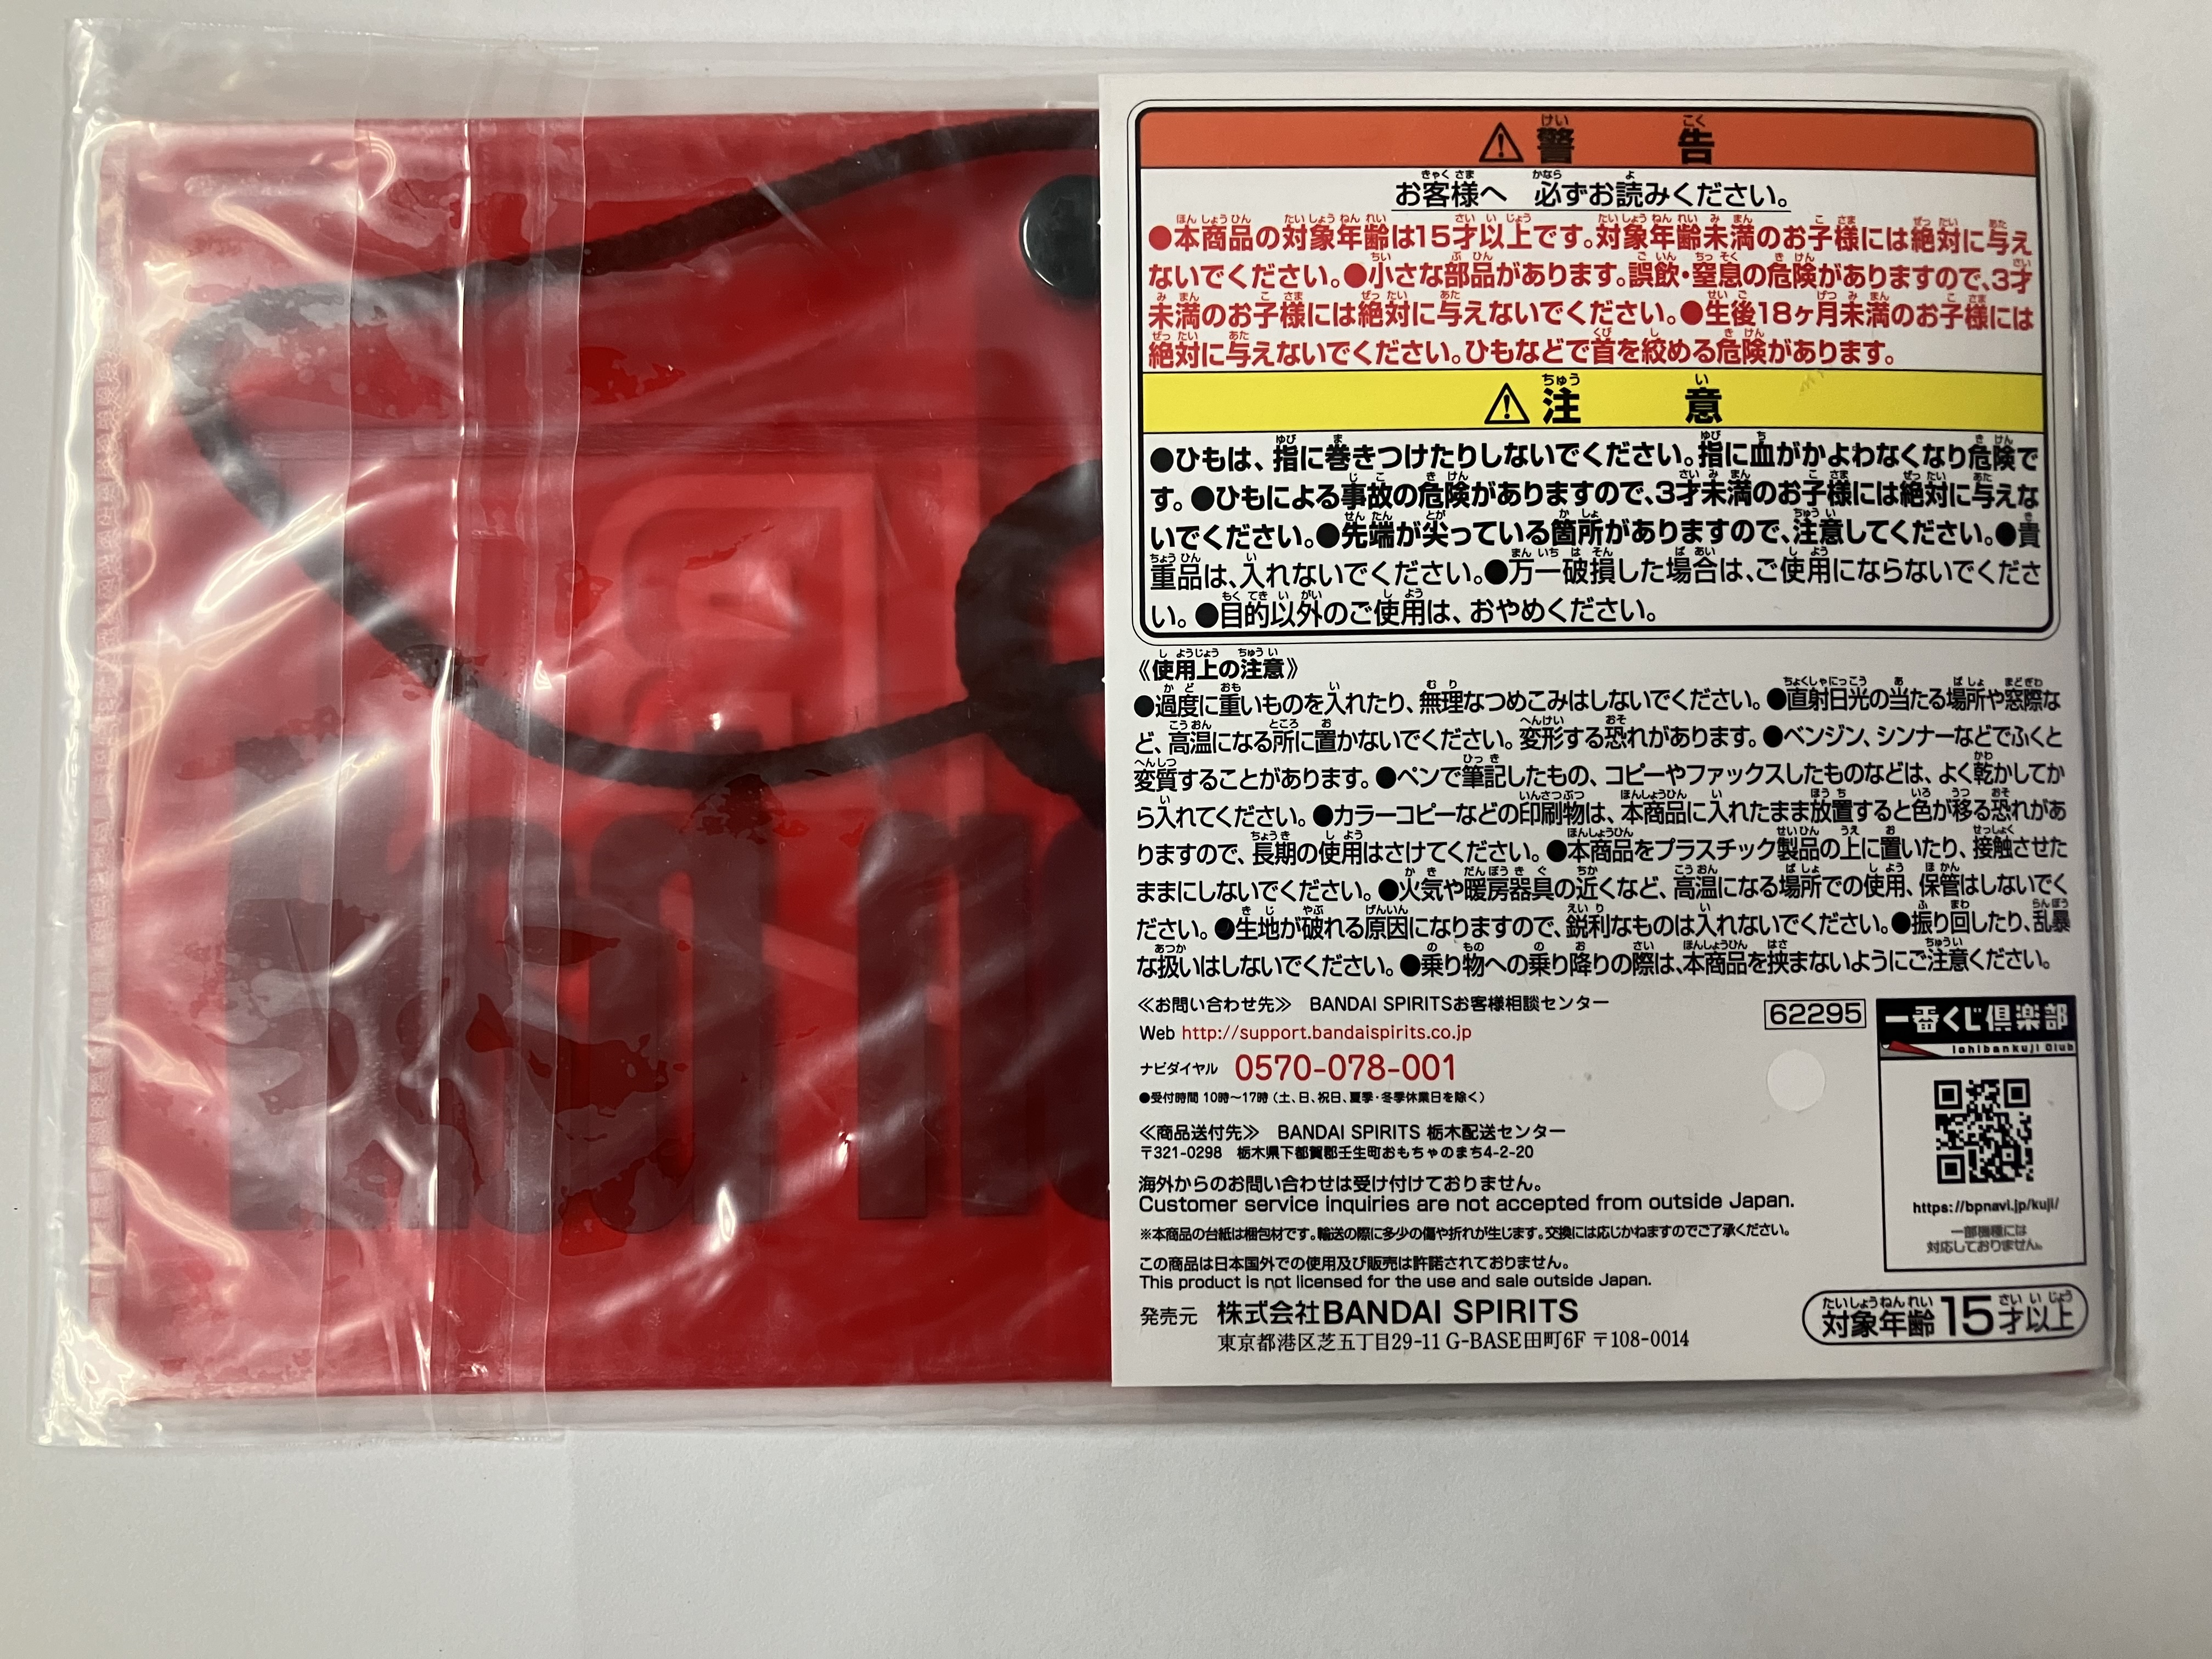 警告
お客様へ 必ずお読みください。
●本商品の対象年齢は15才以上です。対象年齢未満のお子様には絶対に与え
ないでください。●小さな部品があります。誤飲・窒息の危険がありますので、3才
未満のお子様には絶対に与えないでください。●生後18ヶ月未満のお子様には
絶対に与えないでください。ひもなどで首を絞める危険があります。
注意
●ひもは、指に巻きつけたりしないでください。指に血がかよわなくなり危険で
す。●ひもによる事故の危険がありますので、3才未満のお子様には絶対に与えな
いでください。●先端が尖っている箇所がありますので、注意してください。●貴
重品は、入れないでください。●万一破損した場合は、ご使用にならないでくださ
い。●目的以外のご使用は、おやめください。
《使用上の注意》
●過度に重いものを入れたり、無理なつめこみはしないでください。●直射日光の当たる場所や窓際な
ど、高温になる所に置かないでください。変形する恐れがあります。●ベンジン、シンナーなどでふくと
変質することがあります。●ペンで筆記したもの、コピーやファックスしたものなどは、よく乾かしてか
ら入れてください。●カラーコピーなどの印刷物は、本商品に入れたまま放置すると色が移る恐れがあ
りますので、長期の使用はさけてください。●本商品をプラスチック製品の上に置いたり、接触させた
ままにしないでください。●火気や暖房器具の近くなど、高温になる場所での使用、保管はしないでく
ださい。●生地が破れる原因になりますので、鋭利なものは入れないでください。●振り回したり、乱暴
な扱いはしないでください。●乗り物への乗り降りの際は、本商品を挟まないようにご注意ください。
≪お問い合わせ先≫ BANDAI SPIRITSお客様相談センター
Web http://support.bandaispirits.co.jp
ナビダイヤル 0570-078-001
●受付時間 10時～17時（土、日、祝日、夏季・冬季休業日を除く）
≪商品送付先≫ BANDAI SPIRITS 栃木配送センター
〒321-0298 栃木県下都賀郡壬生町おもちゃのまち4-2-20
海外からのお問い合わせは受け付けておりません。
Customer service inquiries are not accepted from outside Japan.
※本商品の台紙は梱包材です。輸送の際に多少の傷や折れが生じます。交換には応じかねますのでご了承ください。
この商品は日本国外での使用及び販売は許諾されておりません。
This product is not licensed for the use and sale outside Japan.
発売元 株式会社BANDAI SPIRITS
東京都港区芝五丁目29-11 G-BASE田町6F 〒108-0014
62295
一番くじ倶楽部
Ichibankuji Club
https://bpnavi.jp/kuji/
一部機種には
対応しておりません。
対象年齢15才以上